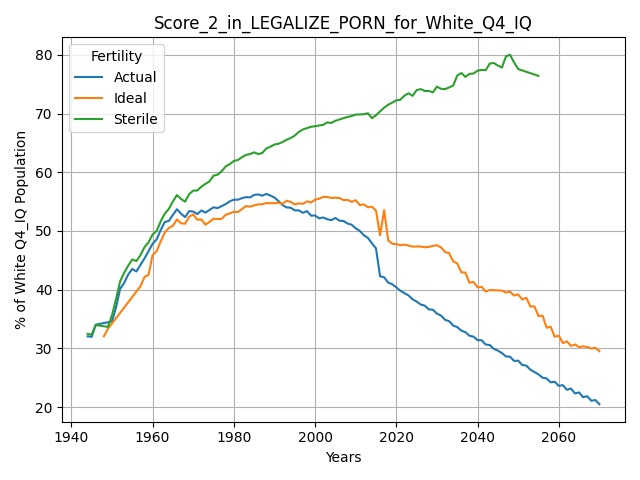 Score_2_in_LEGALIZE_PORN_for_White_Q4_IQ
% of White Q4_IQ Population
80
70
60
50
40
30
20
Fertility
Actual
Ideal
Sterile
1940 1960 1980 2000 2020 2040 2060
Years